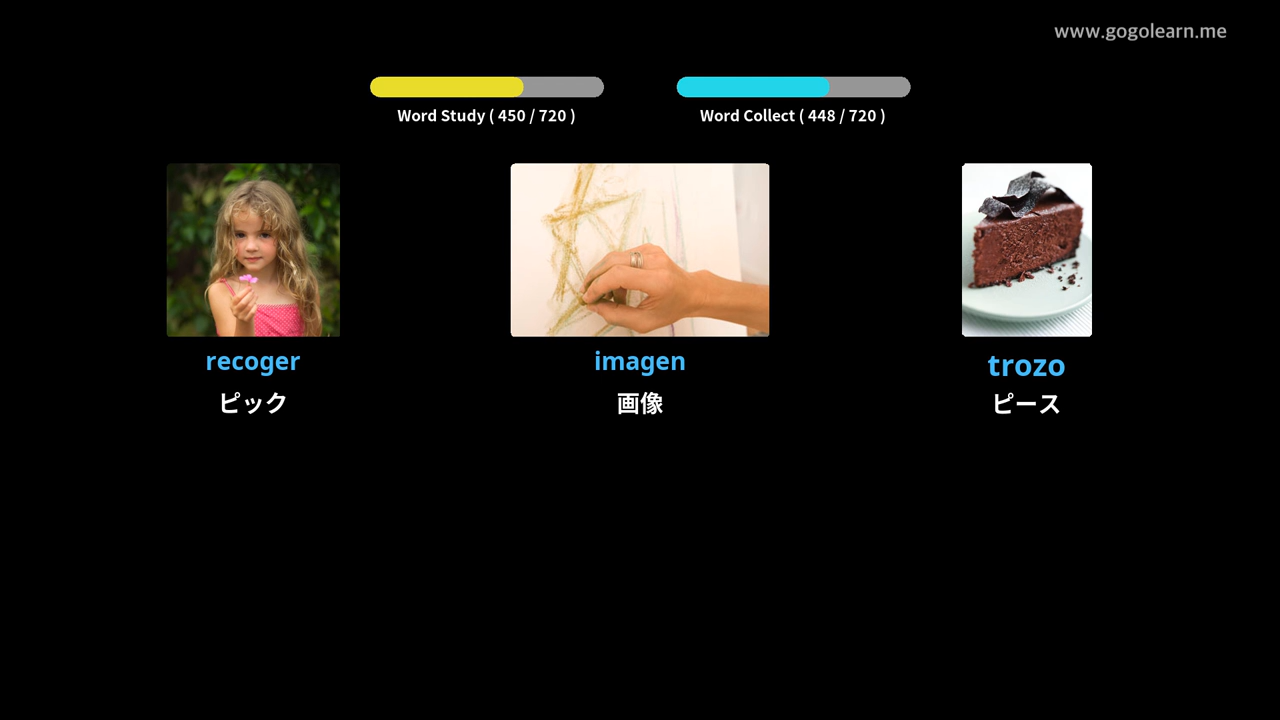 www.gogolearn.me
Word Study ( 450 / 720 )
Word Collect ( 448 / 720 )
recoger
ピック
imagen
画像
trozo
ピース